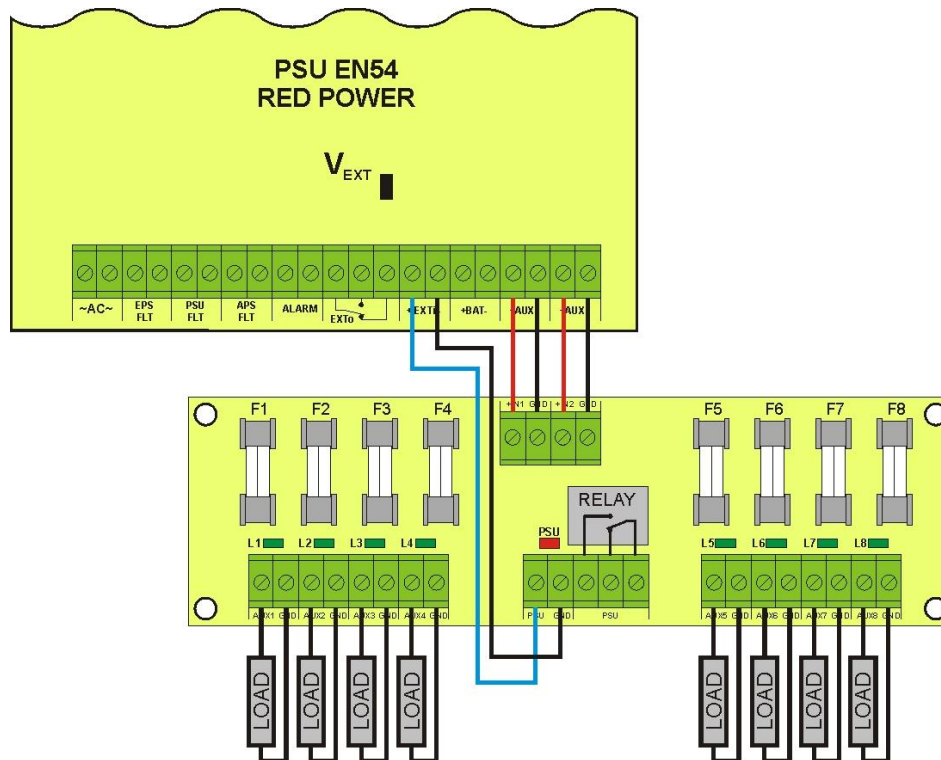 PSU EN54
RED POWER
VEXT
~AC~ EPS FLT PSU FLT APS FLT ALARM EXTo +BAT- AUX AUX
F1 F2 F3 F4 F5 F6 F7 F8
GND GND
RELAY
PSU
L1 L2 L3 L4 L5 L6 L7 L8
AUX1 GND AUX2 GND AUX3 GND AUX4 GND PSU GND PSU AUX5 GND AUX6 GND AUX7 GND AUX8 GND
LOAD LOAD LOAD LOAD LOAD LOAD LOAD LOAD